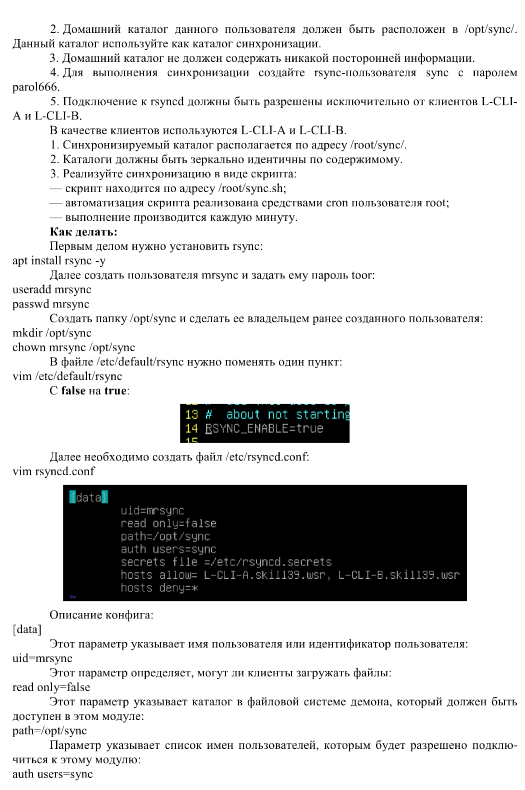 2. Домашний каталог данного пользователя должен быть расположен в /opt/sync/.
Данный каталог используйте как каталог синхронизации.
3. Домашний каталог не должен содержать никакой посторонней информации.
4. Для выполнения синхронизации создайте rsync-пользователя sync с паролем
parol666.
5. Подключение к rsyncd должны быть разрешены исключительно от клиентов L-CLI-
A и L-CLI-B.
В качестве клиентов используются L-CLI-A и L-CLI-B.
1. Синхронизируемый каталог располагается по адресу /root/sync/.
2. Каталоги должны быть зеркально идентичны по содержимому.
3. Реализуйте синхронизацию в виде скрипта:
— скрипт находится по адресу /root/sync.sh;
— автоматизация скрипта реализована средствами cron пользователя root;
— выполнение производится каждую минуту.
Как делать:
Первым делом нужно установить rsync:
apt install rsync -y
Далее создать пользователя mrsync и задать ему пароль toor:
useradd mrsync
passwd mrsync
Создать папку /opt/sync и сделать ее владельцем ранее созданного пользователя:
mkdir /opt/sync
chown mrsync /opt/sync
В файле /etc/default/rsync нужно поменять один пункт:
vim /etc/default/rsync
С false на true:
13 # about not starting
14 RSYNC_ENABLE=true
15
Далее необходимо создать файл /etc/rsyncd.conf:
vim rsyncd.conf
[data]
uid=mrsync
read only=false
path=/opt/sync
auth users=sync
secrets file =/etc/rsyncd.secrets
hosts allow= L-CLI-A.skill39.wsr, L-CLI-B.skill39.wsr
hosts deny=*
~
Описание конфига:
[data]
Этот параметр указывает имя пользователя или идентификатор пользователя:
uid=mrsync
Этот параметр определяет, могут ли клиенты загружать файлы:
read only=false
Этот параметр указывает каталог в файловой системе демона, который должен быть
доступен в этом модуле:
path=/opt/sync
Параметр указывает список имен пользователей, которым будет разрешено подклю-
читься к этому модулю:
auth users=sync